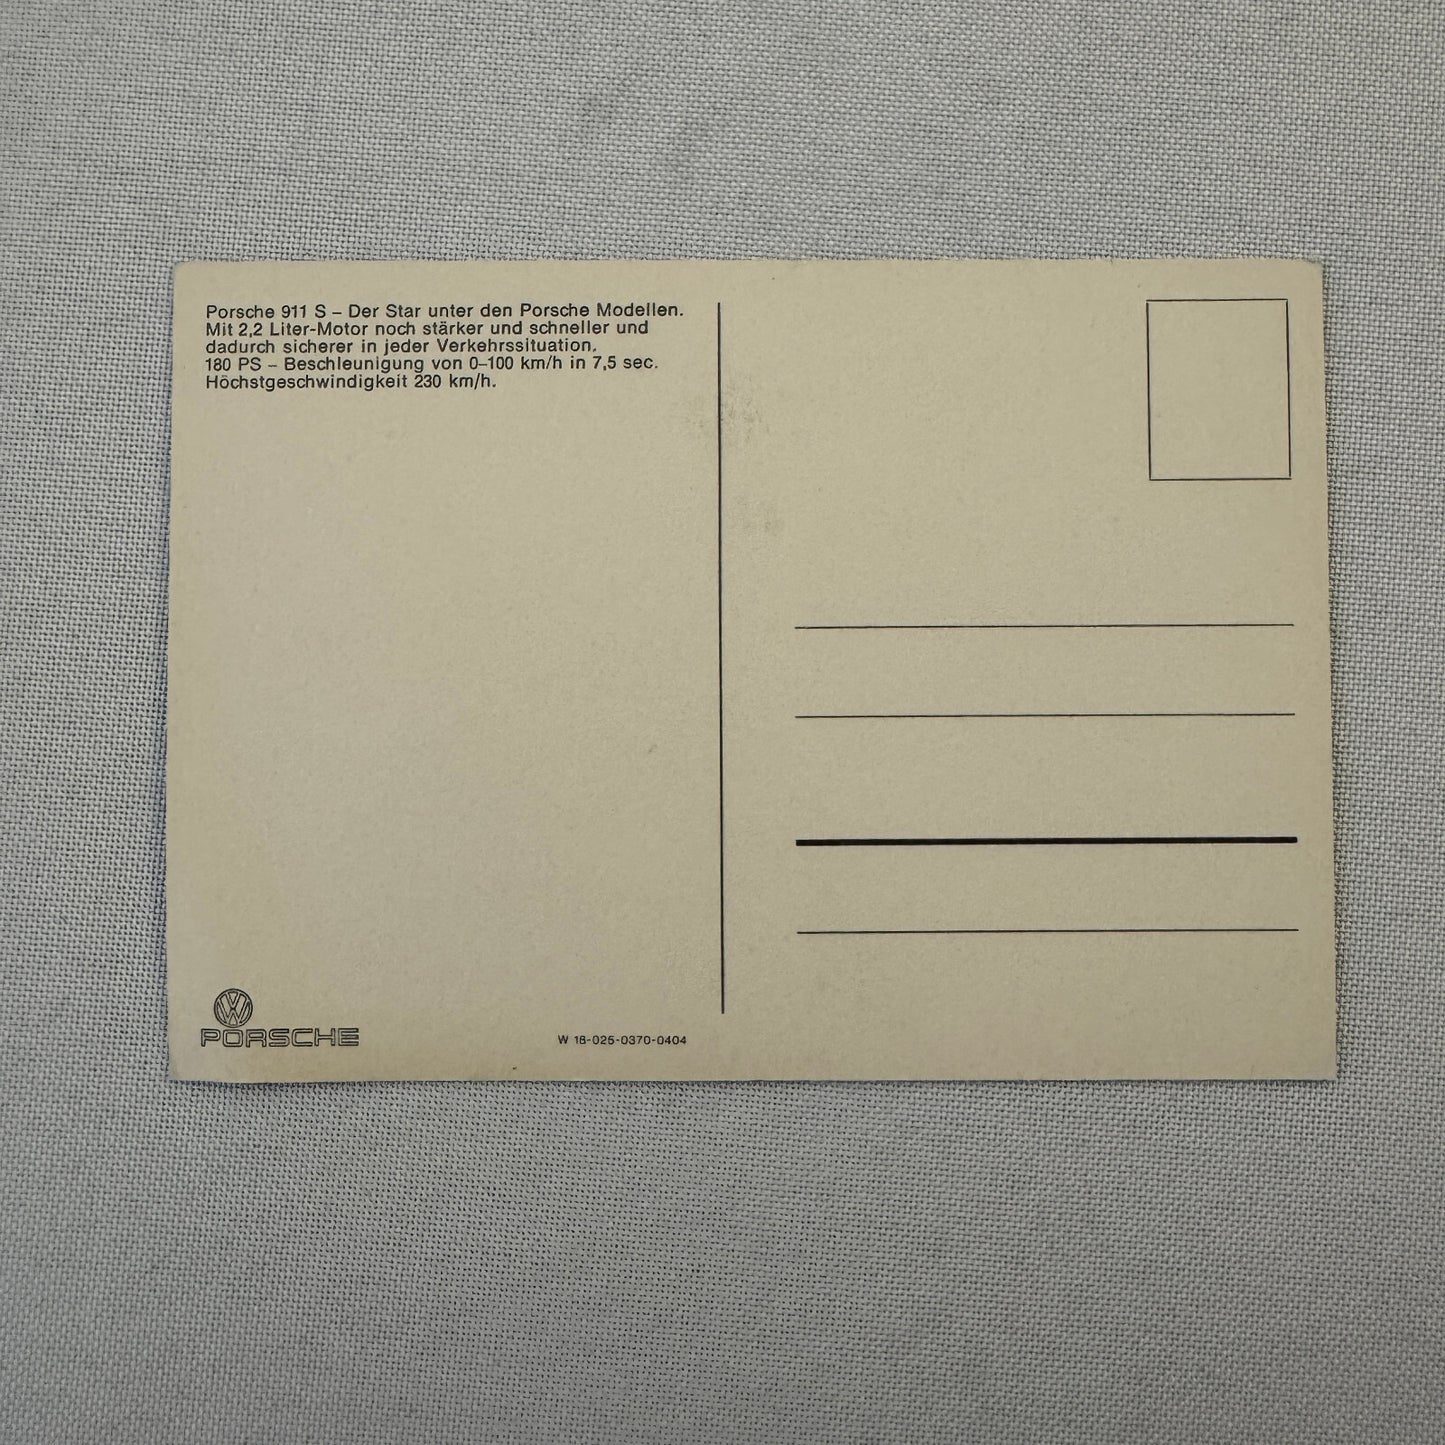 Porsche 911 S – Der Star unter den Porsche Modellen.
Mit 2,2 Liter-Motor noch stärker und schneller und
dadurch sicherer in jeder Verkehrssituation.
180 PS – Beschleunigung von 0–100 km/h in 7,5 sec.
Höchstgeschwindigkeit 230 km/h.
VW
PORSCHE
W 18-025-0370-0404